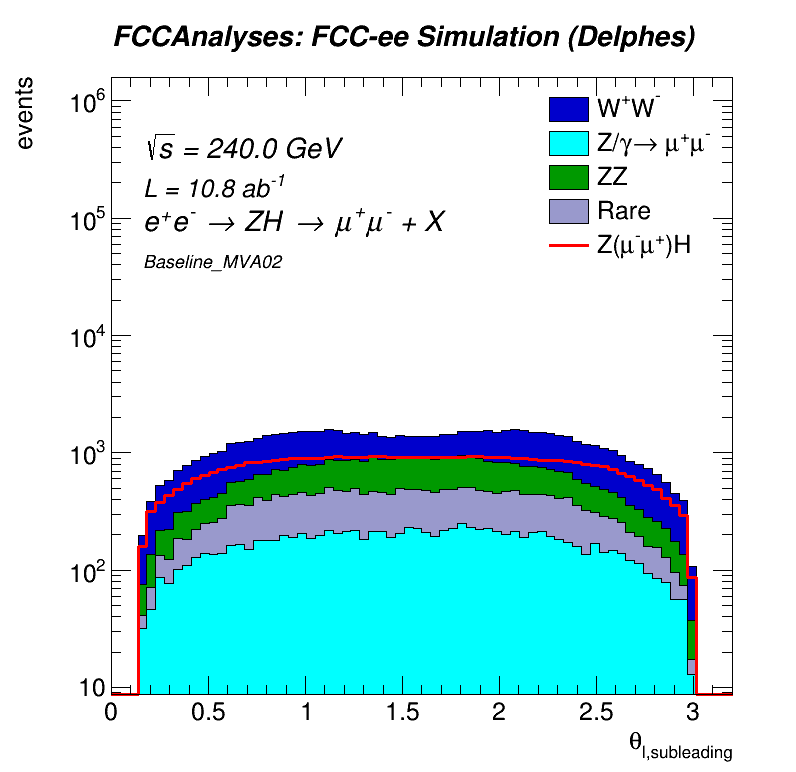 FCCAnalyses: FCC-ee Simulation (Delphes)
events
√s = 240.0 GeV
L = 10.8 ab⁻¹
e⁺e⁻ → ZH → μ⁺μ⁻ + X
Baseline_MVA02
W⁺W⁻
Z/γ→ μ⁺μ⁻
ZZ
Rare
Z(μ⁻μ⁺)H
10⁶
10⁵
10⁴
10³
10²
10
0 0.5 1 1.5 2 2.5 3
θl,subleading